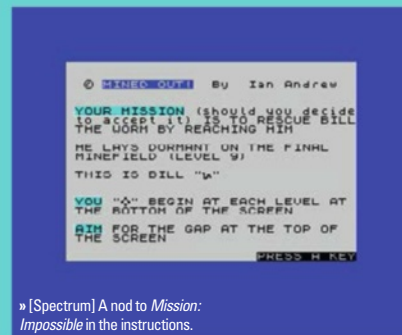 © MINED OUT! By Ian Andrew
YOUR MISSION (should you decide
to accept it) IS TO RESCUE BILL
THE WORM BY REACHING HIM
HE LAYS DORMANT ON THE FINAL
MINEFIELD (LEVEL 9)
THIS IS BILL ""
YOU "" BEGIN AT EACH LEVEL AT
THE BOTTOM OF THE SCREEN
AIM FOR THE GAP AT THE TOP OF
THE SCREEN
PRESS A KEY
» [Spectrum] A nod to Mission:
Impossible in the instructions.